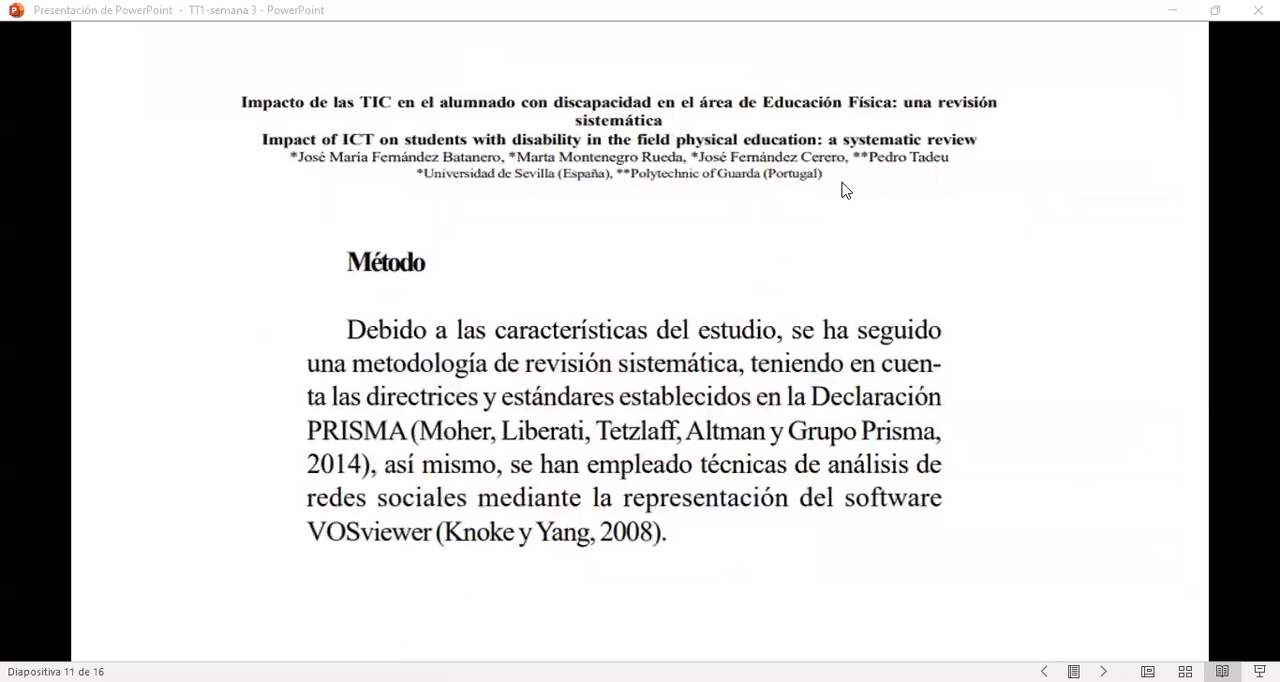 Presentación de PowerPoint - TT1-semana 3 - PowerPoint
Impacto de las TIC en el alumnado con discapacidad en el área de Educación Física: una revisión
sistemática
Impact of ICT on students with disability in the field physical education: a systematic review
*José María Fernández Batanero, *Marta Montenegro Rueda, *José Fernández Cerero, **Pedro Tadeu
*Universidad de Sevilla (España), **Polytechnic of Guarda (Portugal)
Método
Debido a las características del estudio, se ha seguido
una metodología de revisión sistemática, teniendo en cuen-
ta las directrices y estándares establecidos en la Declaración
PRISMA (Moher, Liberati, Tetzlaff, Altman y Grupo Prisma,
2014), así mismo, se han empleado técnicas de análisis de
redes sociales mediante la representación del software
VOSviewer (Knoke y Yang, 2008).
Diapositiva 11 de 16